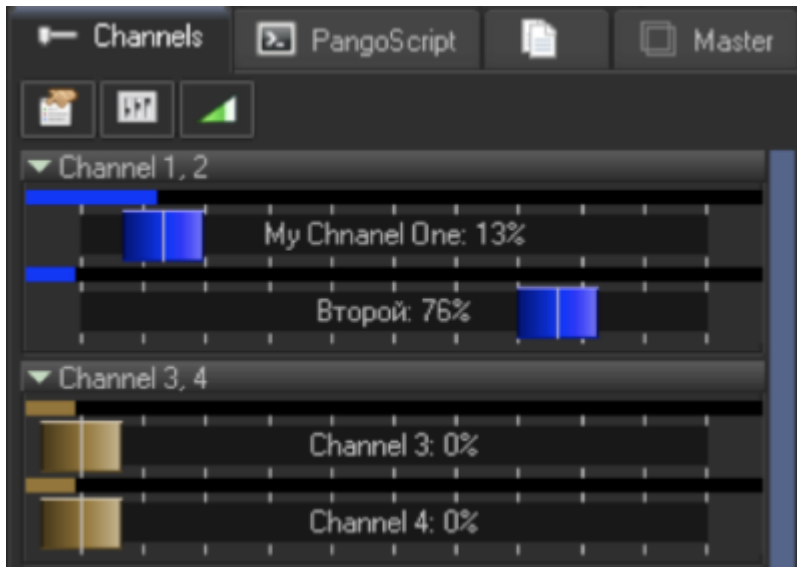 Channels PangoScript Master
Channel 1, 2
My Chnanel One: 13%
Второй: 76%
Channel 3, 4
Channel 3: 0%
Channel 4: 0%